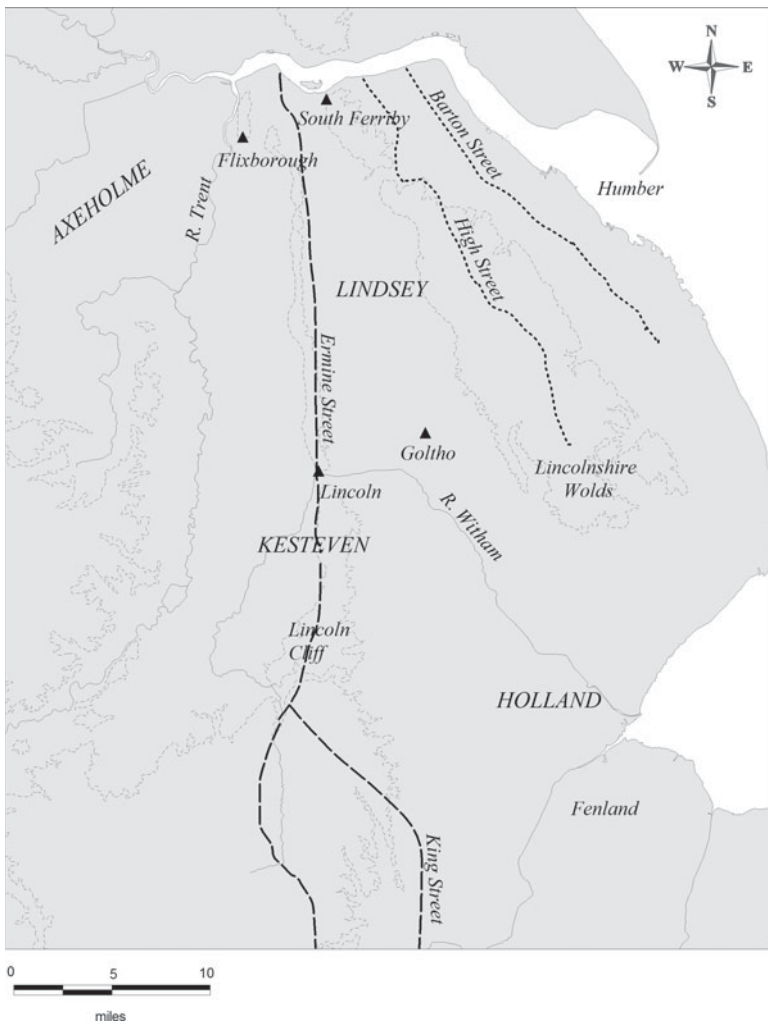 N
W E
S
South Ferriby
Flixborough
Barton Street
Humber
AXEHOLME
R. Trent
High Street
LINDSEY
Ermine Street
Goltho
Lincolnshire
Wolds
Lincoln
R. Witham
KESTEVEN
Lincoln
Cliff
HOLLAND
Fenland
King Street
0 5 10
miles